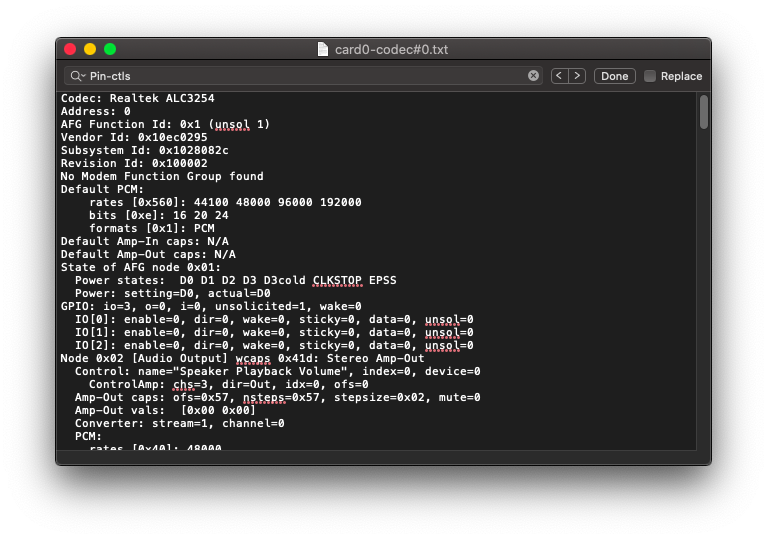 card0-codec#0.txt
Pin-ctls
Done
Replace
Codec: Realtek ALC3254
Address: 0
AFG Function Id: 0x1 (unsol 1)
Vendor Id: 0x10ec0295
Subsystem Id: 0x1028082c
Revision Id: 0x100002
No Modem Function Group found
Default PCM:
    rates [0x560]: 44100 48000 96000 192000
    bits [0xe]: 16 20 24
    formats [0x1]: PCM
Default Amp-In caps: N/A
Default Amp-Out caps: N/A
State of AFG node 0x01:
  Power states:  D0 D1 D2 D3 D3cold CLKSTOP EPSS
  Power: setting=D0, actual=D0
GPIO: io=3, o=0, i=0, unsolicited=1, wake=0
  IO[0]: enable=0, dir=0, wake=0, sticky=0, data=0, unsol=0
  IO[1]: enable=0, dir=0, wake=0, sticky=0, data=0, unsol=0
  IO[2]: enable=0, dir=0, wake=0, sticky=0, data=0, unsol=0
Node 0x02 [Audio Output] wcaps 0x41d: Stereo Amp-Out
  Control: name="Speaker Playback Volume", index=0, device=0
    ControlAmp: chs=3, dir=Out, idx=0, ofs=0
  Amp-Out caps: ofs=0x57, nsteps=0x57, stepsize=0x02, mute=0
  Amp-Out vals:  [0x00 0x00]
  Converter: stream=1, channel=0
  PCM:
    rates [0x40]: 48000